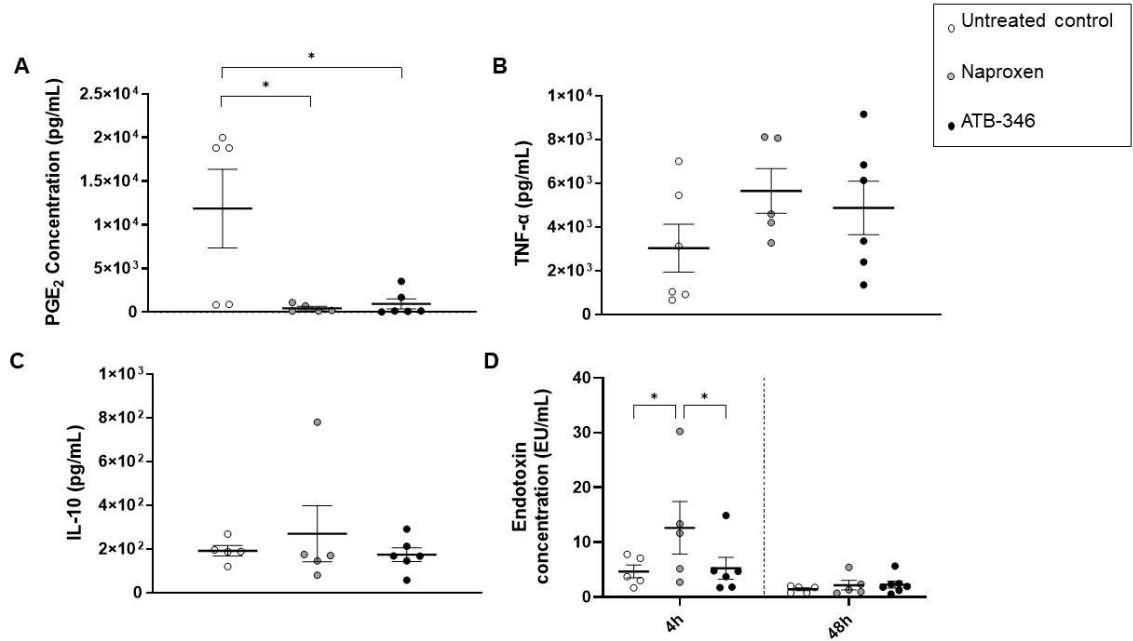 Untreated control
Naproxen
ATB-346
A
*
*
PGE₂ Concentration (pg/mL)
2.5×10⁴
2×10⁴
1.5×10⁴
1×10⁴
5×10³
0
B
TNF-α (pg/mL)
1×10⁴
8×10³
6×10³
4×10³
2×10³
0
C
IL-10 (pg/mL)
1×10³
8×10²
6×10²
4×10²
2×10²
0
D
Endotoxin
concentration (EU/mL)
40
30
20
10
0
*
*
4h
48h